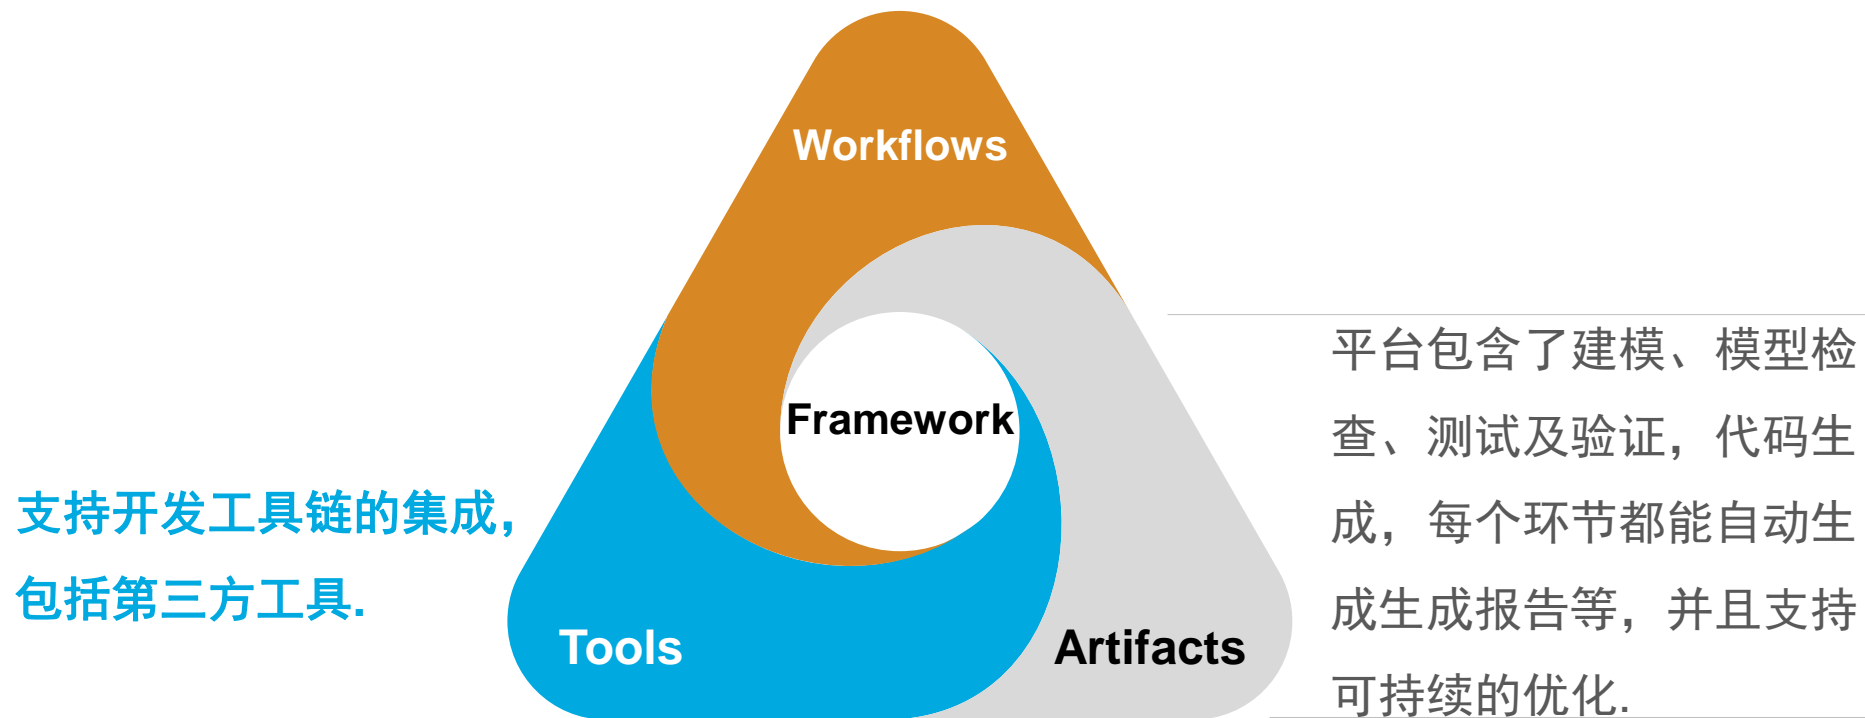 Workflows
Framework
支持开发工具链的集成，
包括第三方工具.
Tools
Artifacts
平台包含了建模、模型检
查、测试及验证，代码生
成，每个环节都能自动生
成生成报告等，并且支持
可持续的优化.